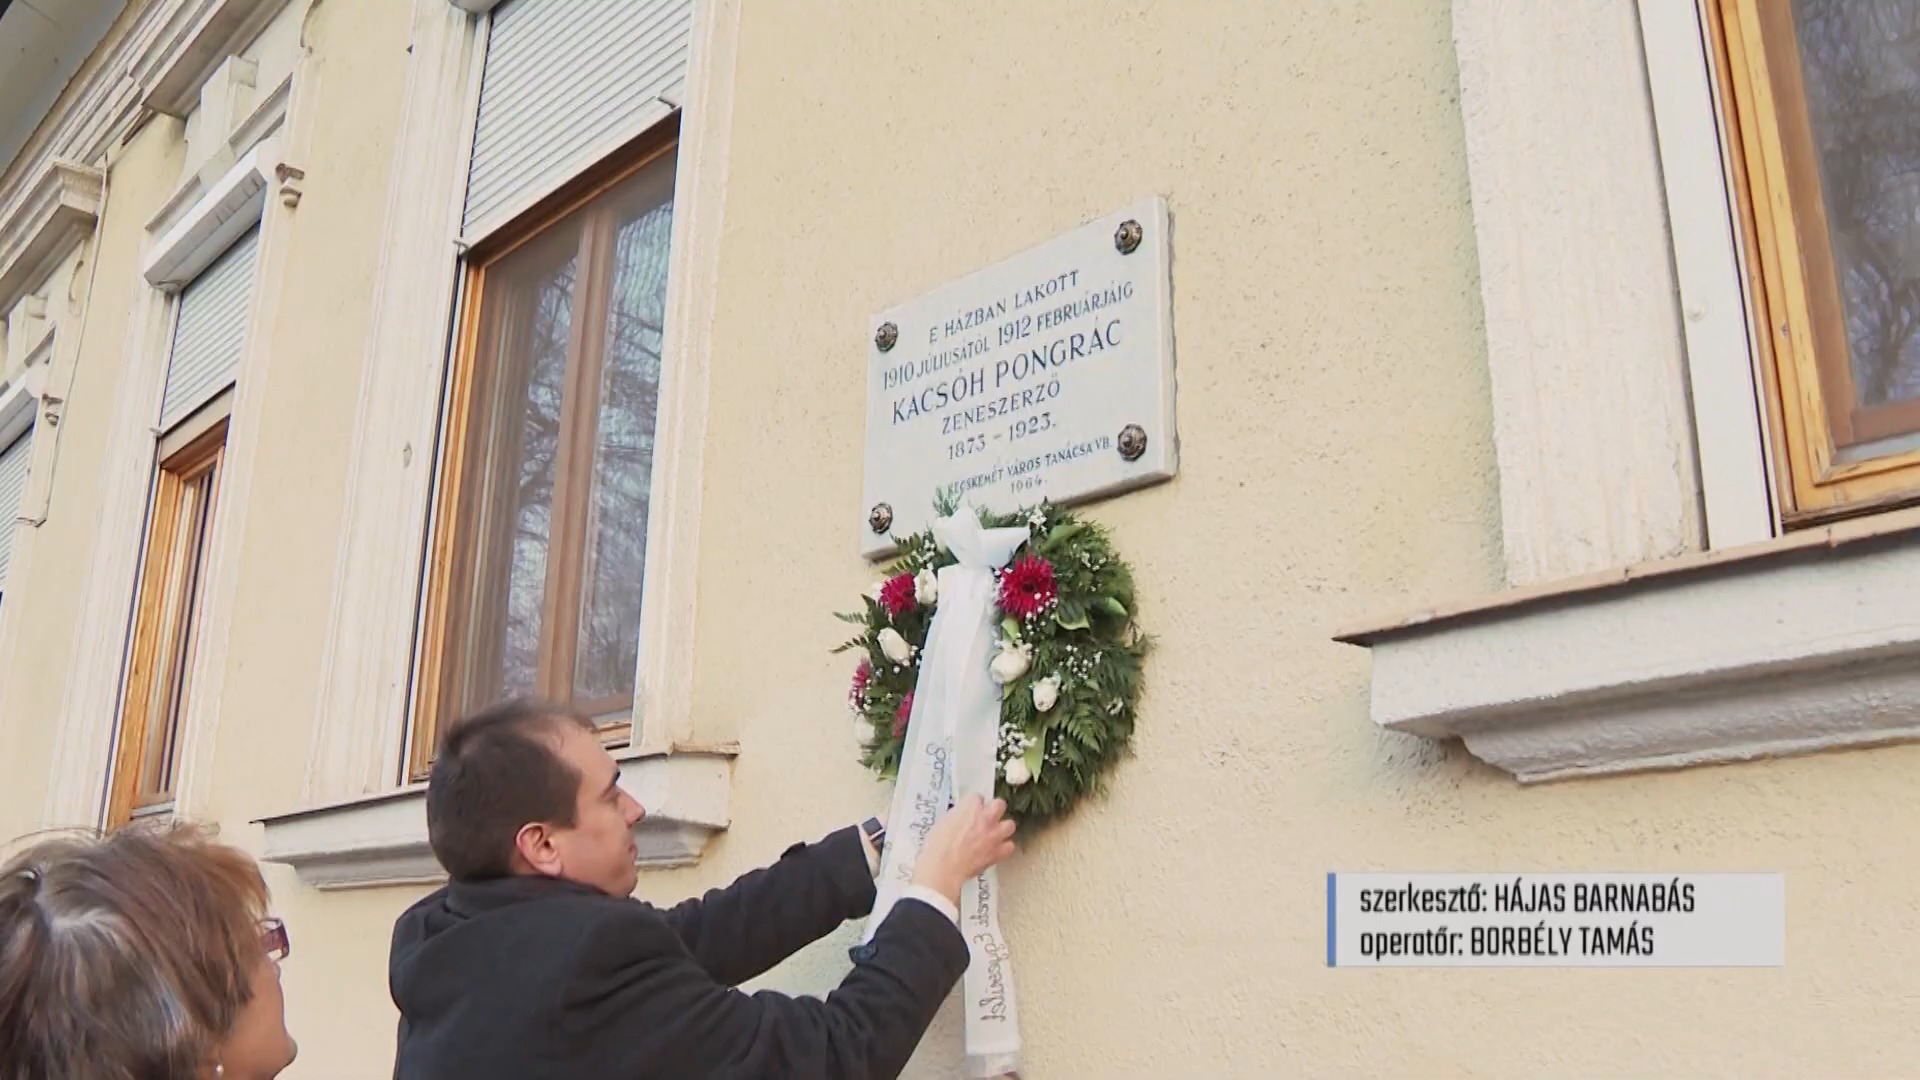 E HÁZBAN LAKOTT
1910 JÚLIUSÁTÓL 1912 FEBRUÁRJÁIG
KACSÓH PONGRÁC
ZENESZERZŐ
1873 - 1923.
KECSKEMÉT VÁROS TANÁCSA VB.
1964.
szerkesztő: HÁJAS BARNABÁS
operatőr: BORBÉLY TAMÁS